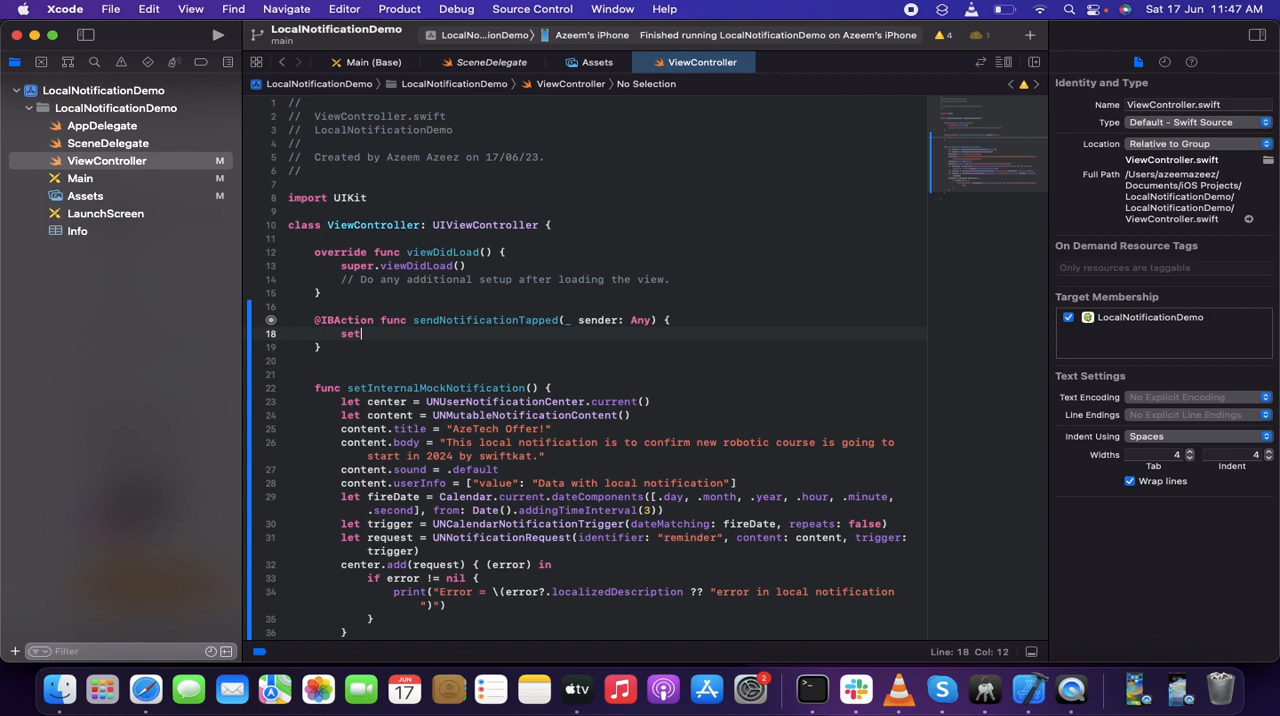 Xcode File Edit View Find Navigate Editor Product Debug Source Control Window Help Sat 17 Jun 11:47 AM
LocalNotificationDemo
main
LocalNo...ionDemo Azeem's iPhone Finished running LocalNotificationDemo on Azeem's iPhone 4 1
Main (Base) SceneDelegate Assets ViewController
LocalNotificationDemo LocalNotificationDemo ViewController No Selection
LocalNotificationDemo
LocalNotificationDemo
AppDelegate
SceneDelegate
ViewController M
Main M
Assets M
LaunchScreen
Info
Filter
1 //
2 //  ViewController.swift
3 //  LocalNotificationDemo
4 //
5 //  Created by Azeem Azeez on 17/06/23.
6 //
7
8 import UIKit
9
10 class ViewController: UIViewController {
11
12 override func viewDidLoad() {
13 super.viewDidLoad()
14 // Do any additional setup after loading the view.
15 }
16
@IBAction func sendNotificationTapped(_ sender: Any) {
18 set
19 }
20
21
22 func setInternalMockNotification() {
23 let center = UNUserNotificationCenter.current()
24 let content = UNMutableNotificationContent()
25 content.title = "AzeTech Offer!"
26 content.body = "This local notification is to confirm new robotic course is going to
start in 2024 by swiftkat."
27 content.sound = .default
28 content.userInfo = ["value": "Data with local notification"]
29 let fireDate = Calendar.current.dateComponents([.day, .month, .year, .hour, .minute,
.second], from: Date().addingTimeInterval(3))
30 let trigger = UNCalendarNotificationTrigger(dateMatching: fireDate, repeats: false)
31 let request = UNNotificationRequest(identifier: "reminder", content: content, trigger:
trigger)
32 center.add(request) { (error) in
33 if error != nil {
34 print("Error = \(error?.localizedDescription ?? "error in local notification
")")
35 }
36 }
Line: 18 Col: 12
Identity and Type
Name ViewController.swift
Type Default - Swift Source
Location Relative to Group
ViewController.swift
Full Path /Users/azeemazeez/
Documents/iOS Projects/
LocalNotificationDemo/
LocalNotificationDemo/
ViewController.swift
On Demand Resource Tags
Only resources are taggable
Target Membership
LocalNotificationDemo
Text Settings
Text Encoding No Explicit Encoding
Line Endings No Explicit Line Endings
Indent Using Spaces
Widths 4 4
Tab Indent
Wrap lines
JUN
17
tv
2